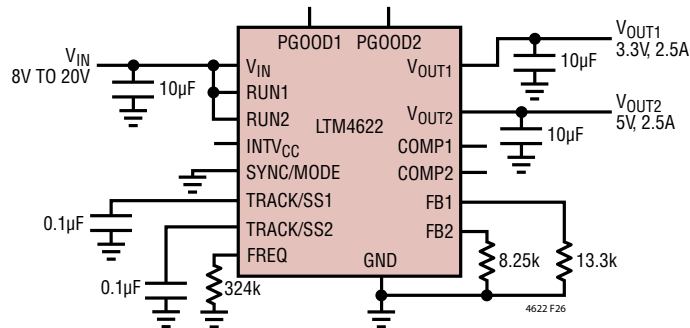 PGOOD1 PGOOD2
VIN
8V TO 20V
10µF
VIN
RUN1
RUN2
INTVCC
SYNC/MODE
TRACK/SS1
TRACK/SS2
FREQ
LTM4622
GND
VOUT1
VOUT2
COMP1
COMP2
FB1
FB2
10µF
VOUT1
3.3V, 2.5A
10µF
VOUT2
5V, 2.5A
0.1µF
0.1µF
324k
8.25k
13.3k
4622 F26